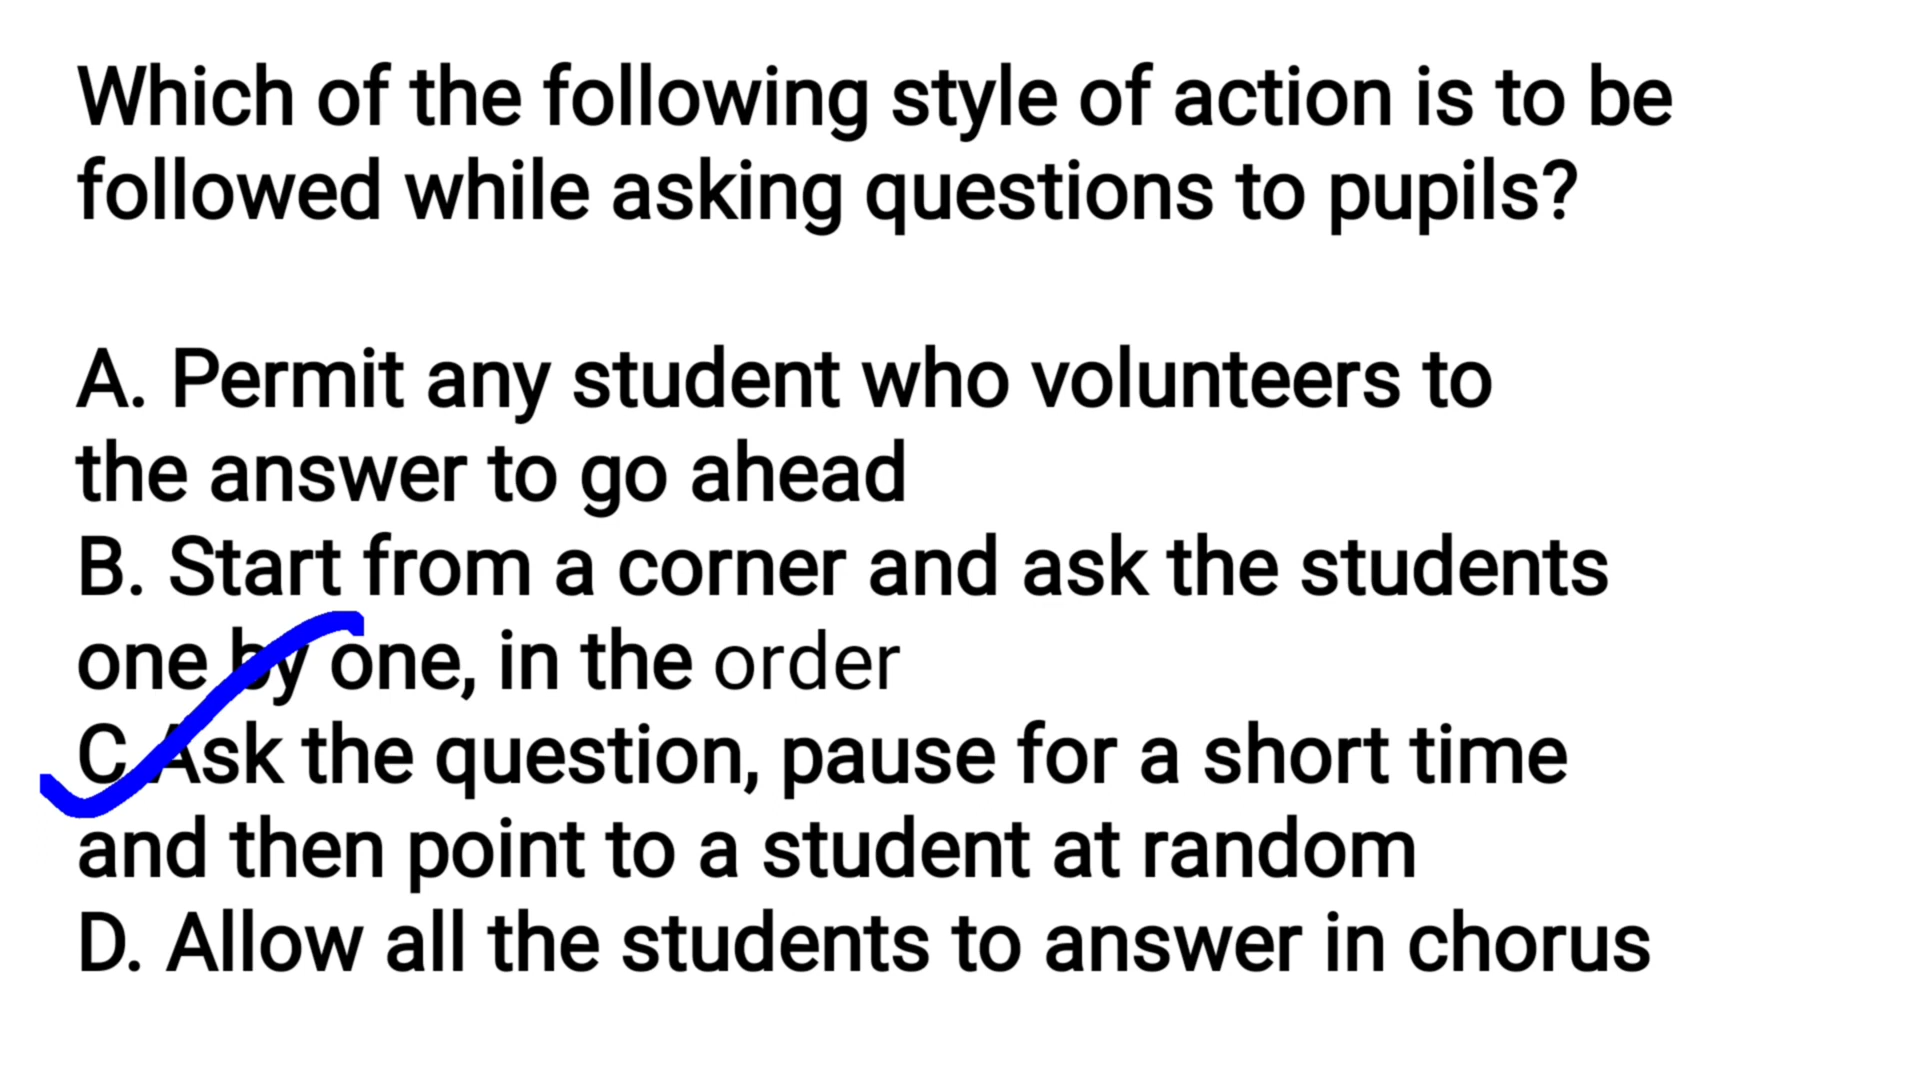 Which of the following style of action is to be
followed while asking questions to pupils?
A. Permit any student who volunteers to
the answer to go ahead
B. Start from a corner and ask the students
one by one, in the order
C Ask the question, pause for a short time
and then point to a student at random
D. Allow all the students to answer in chorus